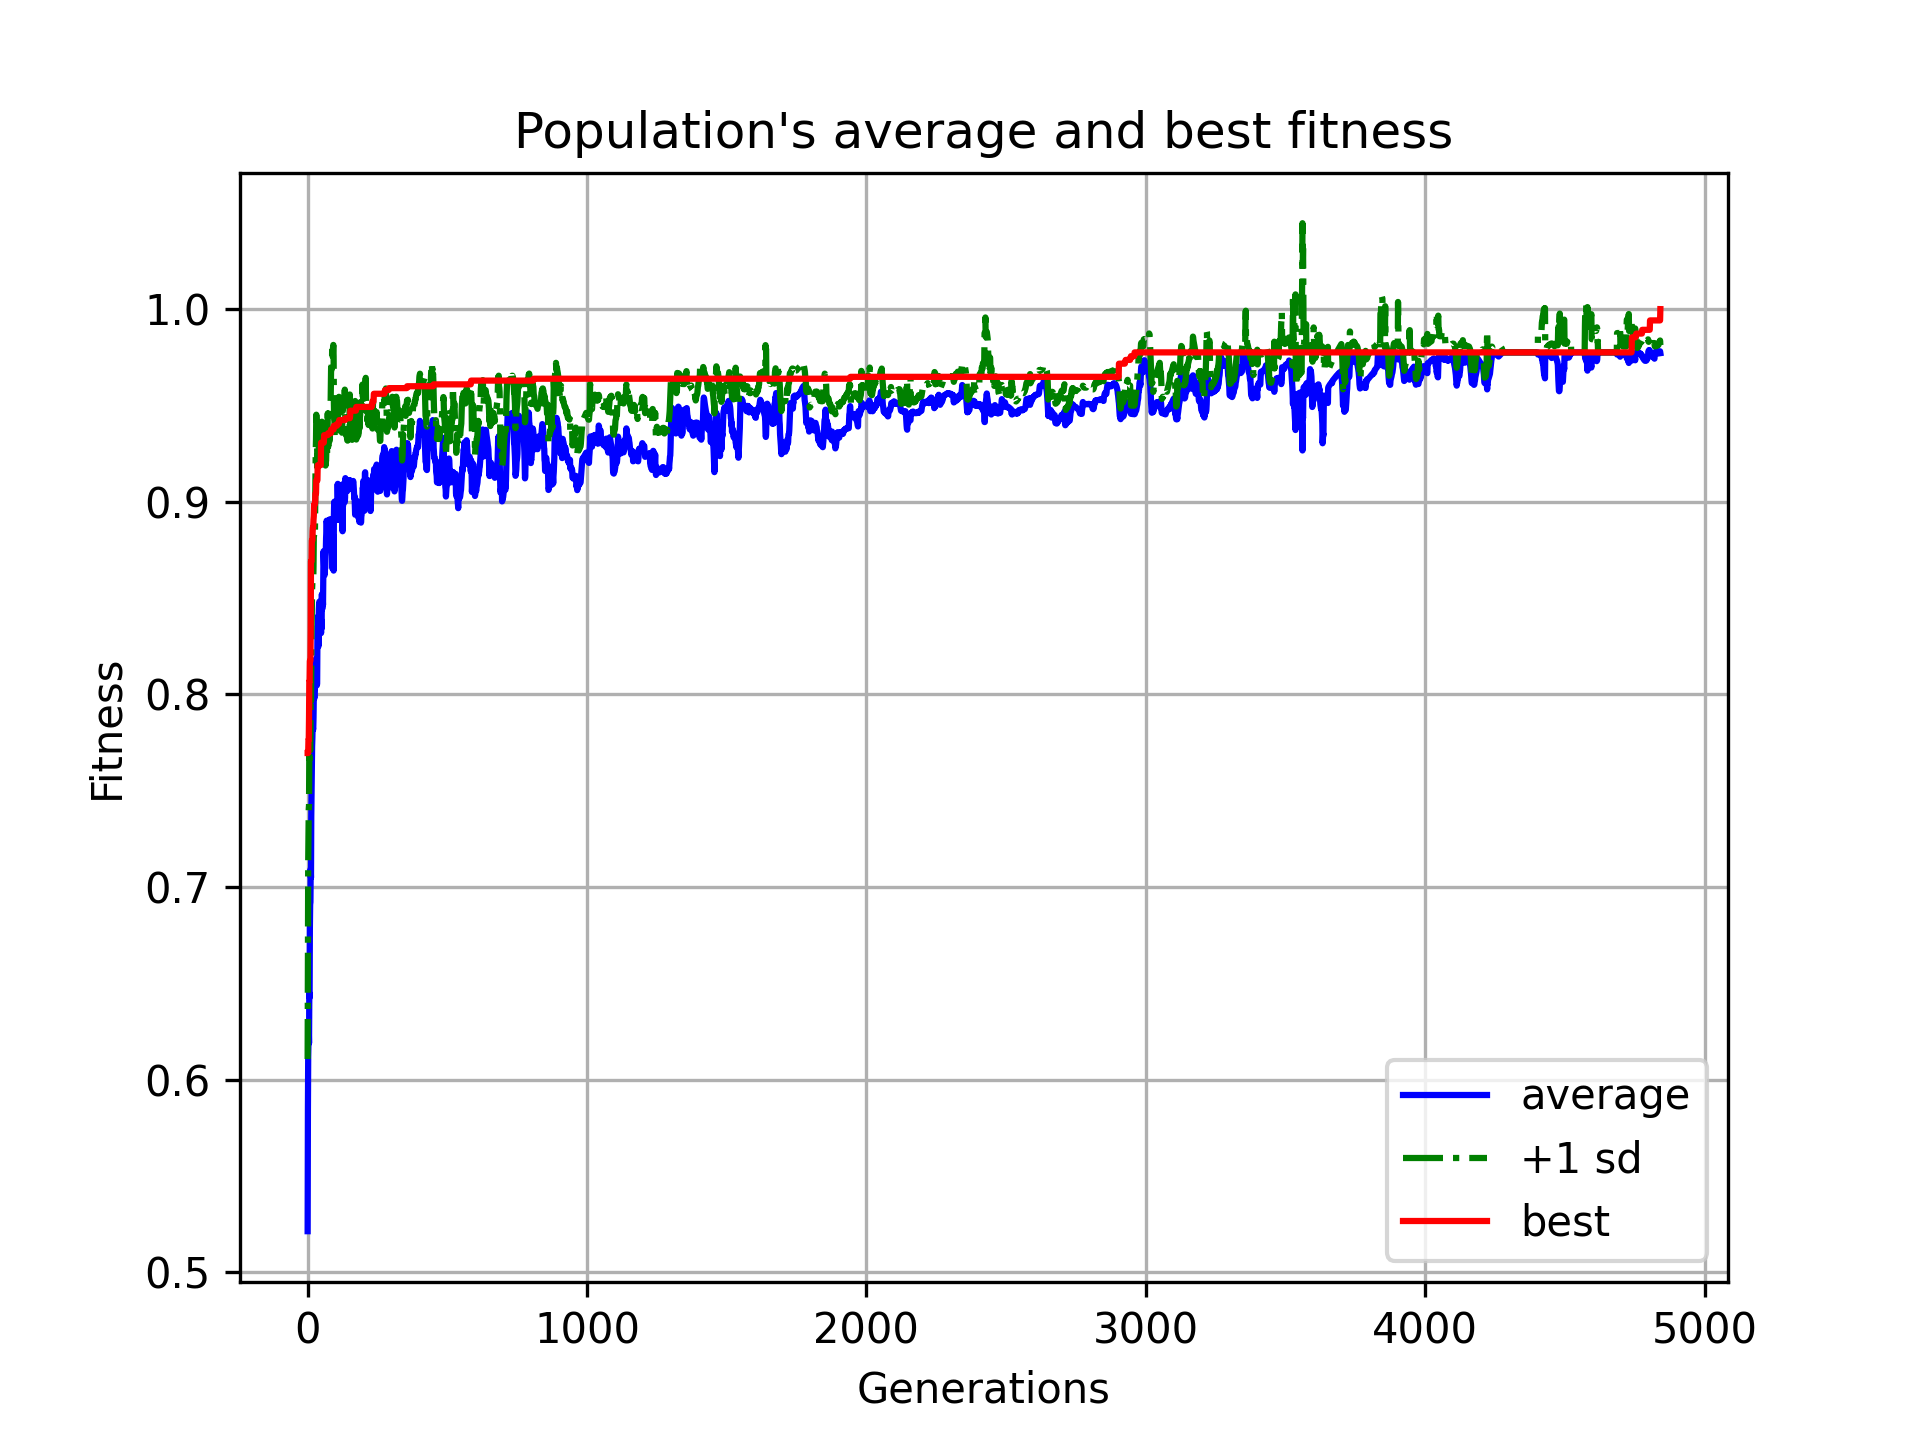 Population's average and best fitness
1.0
0.9
0.8
0.7
0.6
0.5
Fitness
average
+1 sd
best
0 1000 2000 3000 4000 5000
Generations